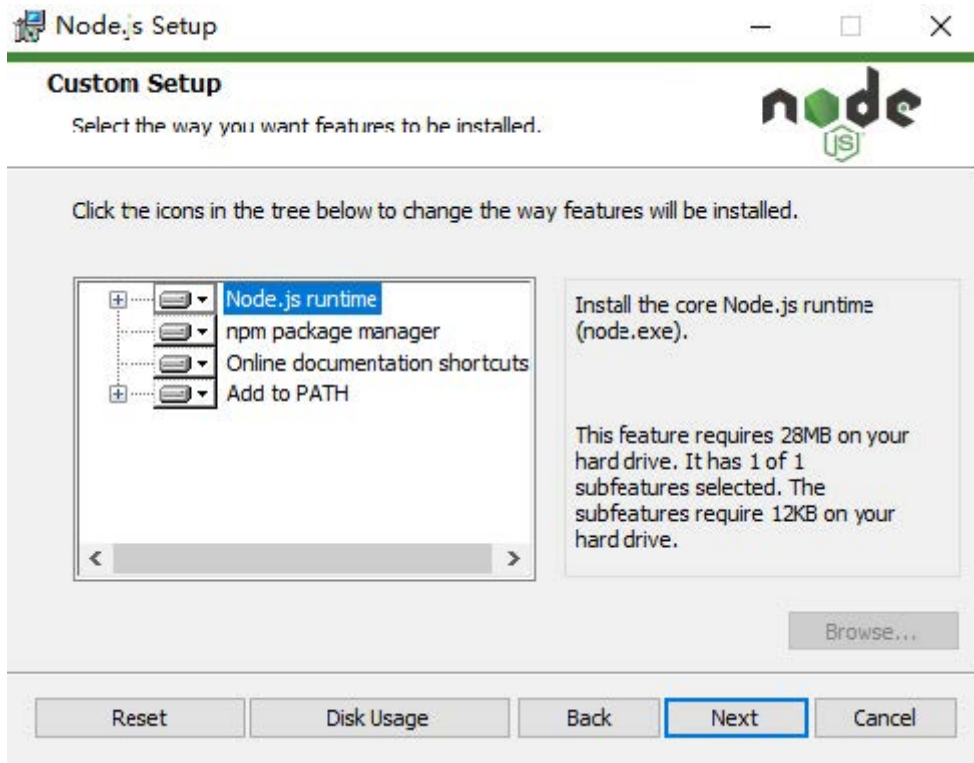 Node.js Setup
Custom Setup
Select the way you want features to be installed.
node
JS
Click the icons in the tree below to change the way features will be installed.
Node.js runtime
npm package manager
Online documentation shortcuts
Add to PATH
Install the core Node.js runtime
(node.exe).
This feature requires 28MB on your
hard drive. It has 1 of 1
subfeatures selected. The
subfeatures require 12KB on your
hard drive.
Browse...
Reset
Disk Usage
Back
Next
Cancel